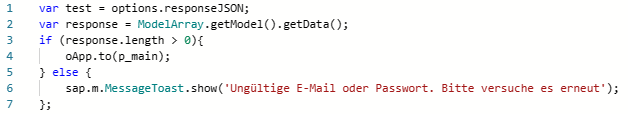 1 var test = options.responseJSON;
2 var response = ModelArray.getModel().getData();
3 if (response.length > 0){
4     oApp.to(p_main);
5 } else {
6     sap.m.MessageToast.show('Ungültige E-Mail oder Passwort. Bitte versuche es erneut');
7 };